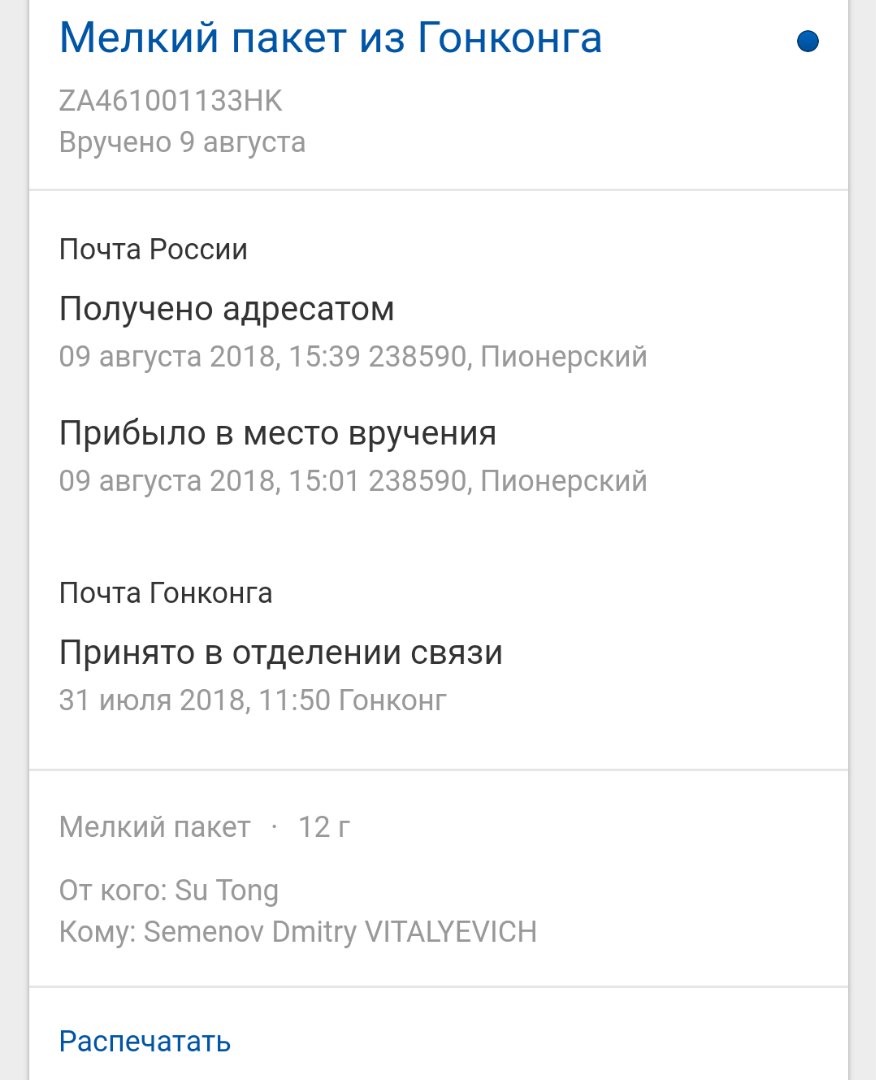 Мелкий пакет из Гонконга
ZA461001133HK
Вручено 9 августа
Почта России
Получено адресатом
09 августа 2018, 15:39 238590, Пионерский
Прибыло в место вручения
09 августа 2018, 15:01 238590, Пионерский
Почта Гонконга
Принято в отделении связи
31 июля 2018, 11:50 Гонконг
Мелкий пакет · 12 г
От кого: Su Tong
Кому: Semenov Dmitry VITALYEVICH
Распечатать